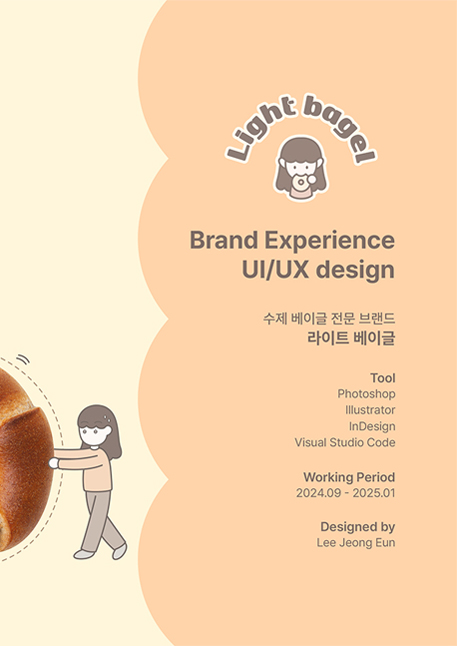 Light bagel
Brand Experience
UI/UX design
수제 베이글 전문 브랜드
라이트 베이글
Tool
Photoshop
Illustrator
InDesign
Visual Studio Code
Working Period
2024.09 - 2025.01
Designed by
Lee Jeong Eun